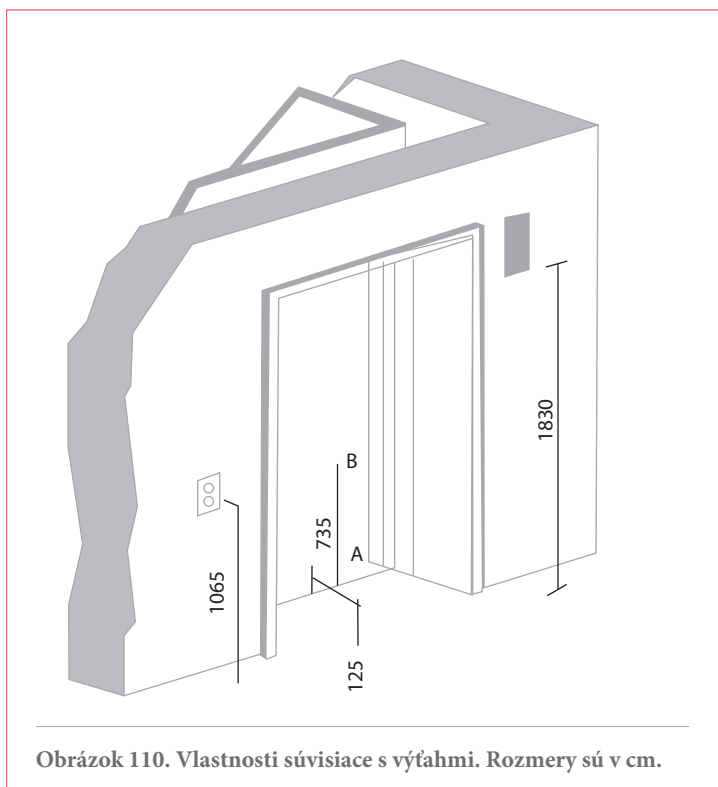 1830
B
735
A
1065
125
Obrázok 110. Vlastnosti súvisiace s výťahmi. Rozmery sú v cm.